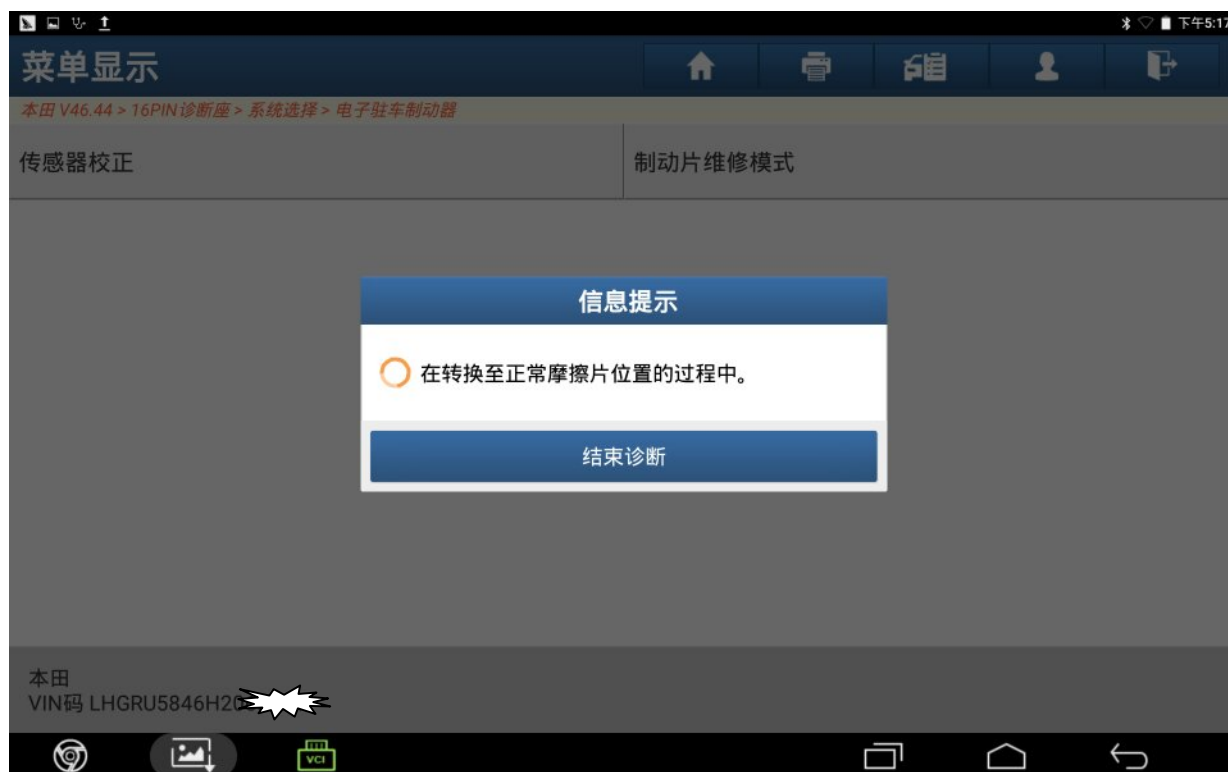 下午5:17
菜单显示
本田 V46.44 > 16PIN诊断座 > 系统选择 > 电子驻车制动器
传感器校正
制动片维修模式
信息提示
在转换至正常摩擦片位置的过程中。
结束诊断
本田
VIN码 LHGRU5846H20
VCI